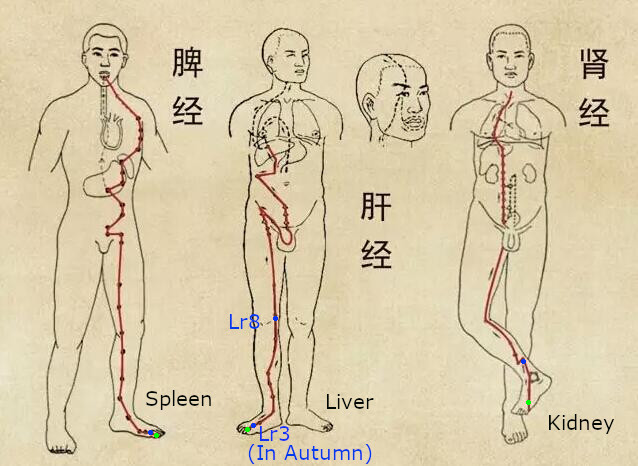 脾经
肝经
肾经
Lr8
Spleen
Liver
Lr3
(In Autumn)
Kidney